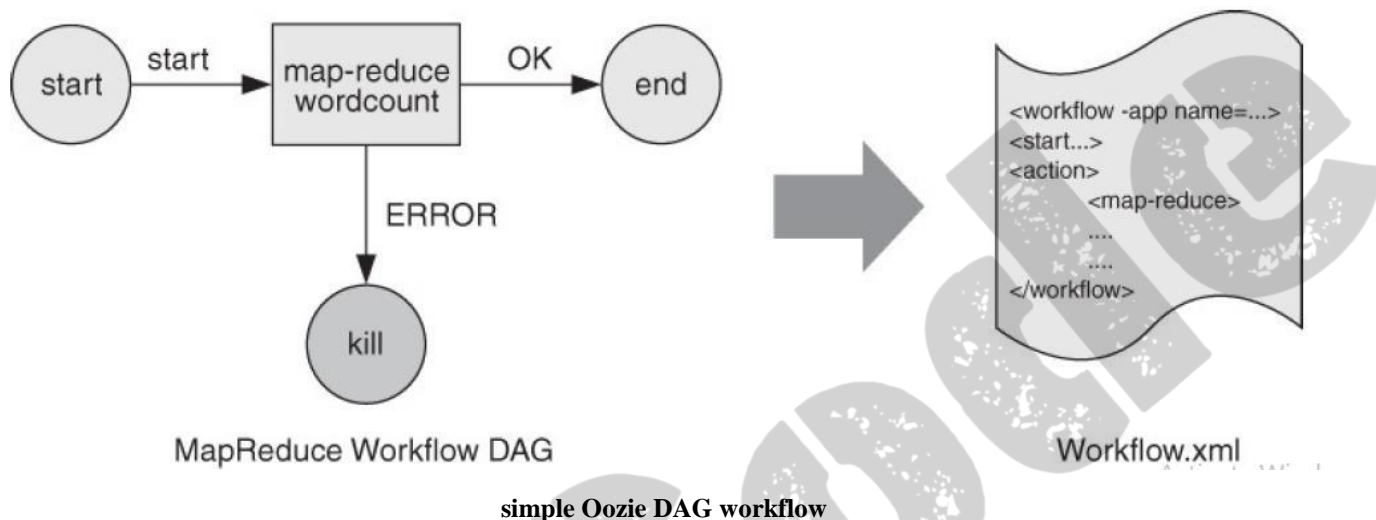 start
start
map-reduce
wordcount
OK
end
ERROR
kill
MapReduce Workflow DAG
<workflow -app name=...>
<start...>
<action>
<map-reduce>
....
....
</workflow>
Workflow.xml
simple Oozie DAG workflow